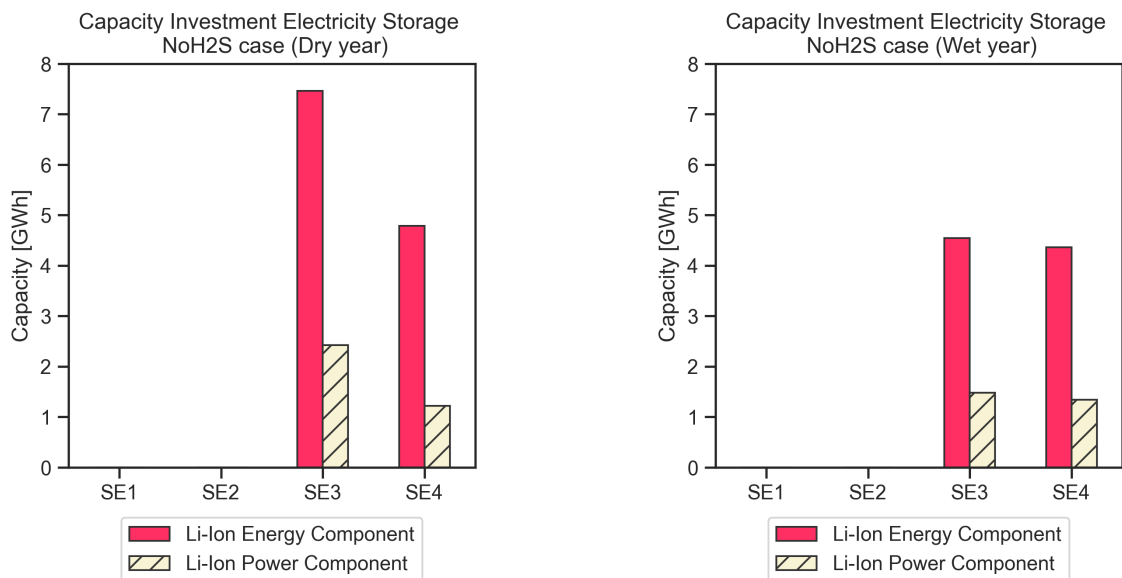 Capacity Investment Electricity Storage
NoH2S case (Dry year)
8
7
6
5
4
3
2
1
0
Capacity [GWh]
SE1 SE2 SE3 SE4
Li-Ion Energy Component
Li-Ion Power Component
Capacity Investment Electricity Storage
NoH2S case (Wet year)
8
7
6
5
4
3
2
1
0
Capacity [GWh]
SE1 SE2 SE3 SE4
Li-Ion Energy Component
Li-Ion Power Component